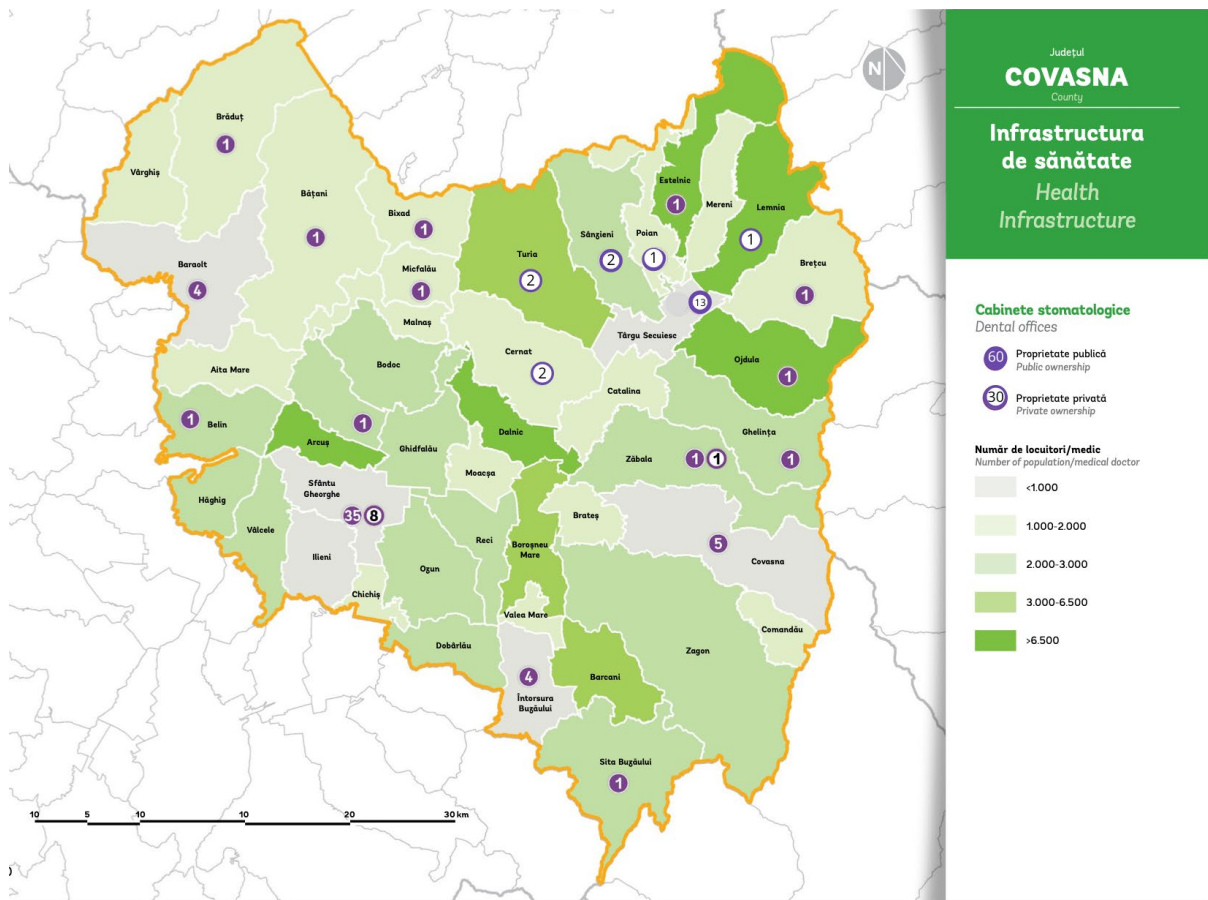 Județul
COVASNA
County
Infrastructura
de sănătate
Health
Infrastructure
N
Cabinete stomatologice
Dental offices
60
Proprietate publică
Public ownership
30
Proprietate privată
Private ownership
Număr de locuitori/medic
Number of population/medical doctor
<1.000
1.000-2.000
2.000-3.000
3.000-6.500
>6.500
Brăduț
1
Vârghiș
Bățani
1
Bixad
1
Baraolt
4
Micfalău
1
Malnaș
Turia
2
Sânzieni
2
Estelnic
1
Poian
1
Mereni
Lemnia
1
Brețcu
1
13
Târgu Secuiesc
Ojdula
1
Aita Mare
Bodoc
Cernat
2
Catalina
Belin
1
1
Arcuș
Ghidfalău
Dalnic
Moacșa
Zăbala
1
1
Ghelința
1
Hăghig
Vâlcele
Sfântu
Gheorghe
35
8
Ilieni
Chichiș
Ozun
Reci
Boroșneu
Mare
Brateș
5
Covasna
Comandău
Valea Mare
Dobârlău
Zagon
Barcani
4
Întorsura
Buzăului
Sita Buzăului
1
10
5
10
20
30 km